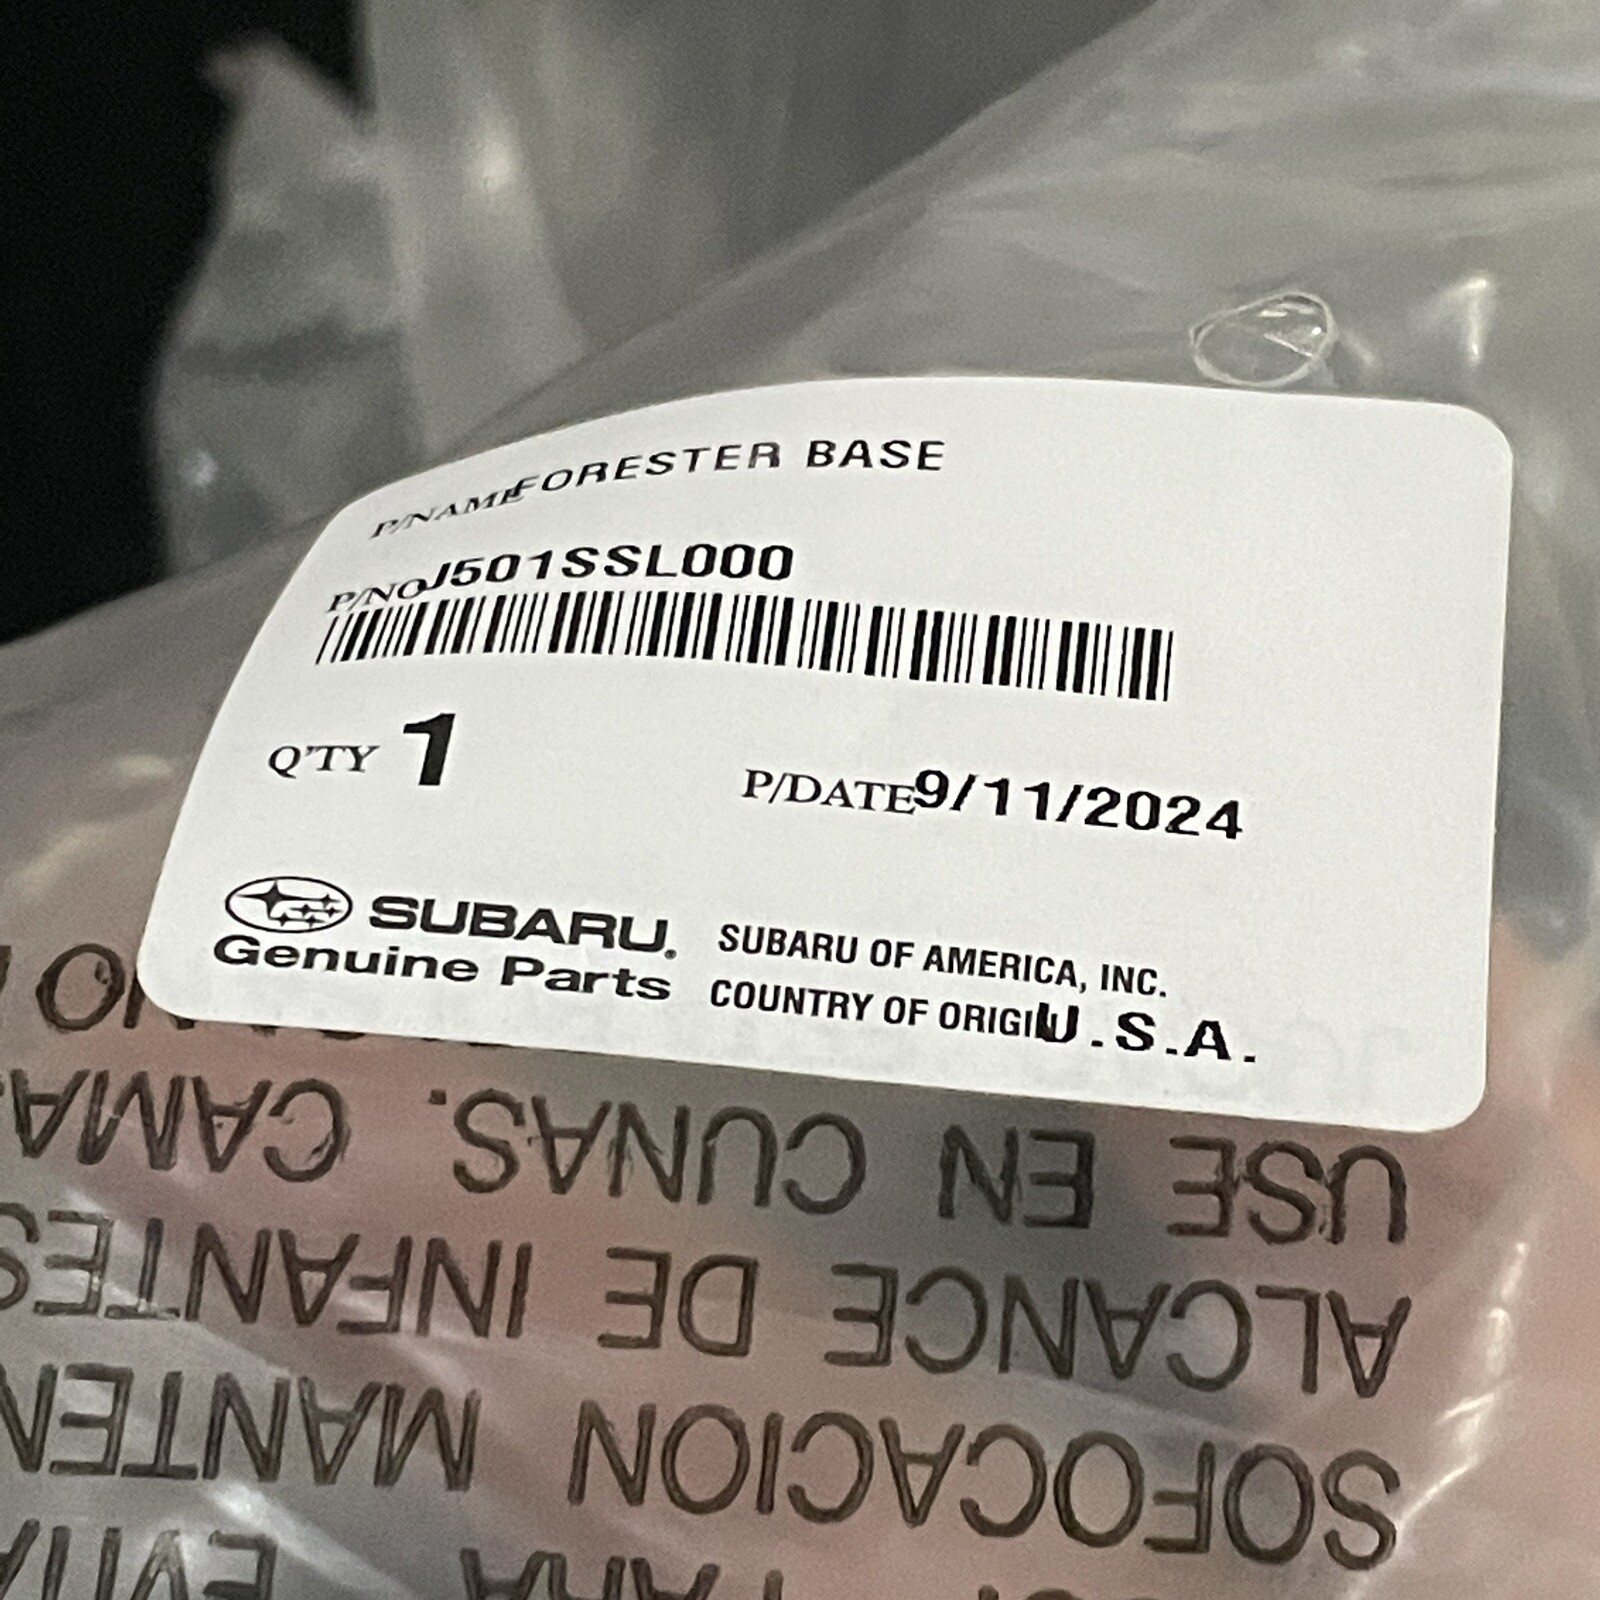 P/NAME FORESTER BASE
P/NO J501SSL000
Q'TY 1
P/DATE 9/11/2024
SUBARU.
Genuine Parts
SUBARU OF AMERICA, INC.
COUNTRY OF ORIGIN U.S.A.
SOFOCACION MANTEN
ALCANCE DE INFANTES
USE EN CUNAS. CAMA